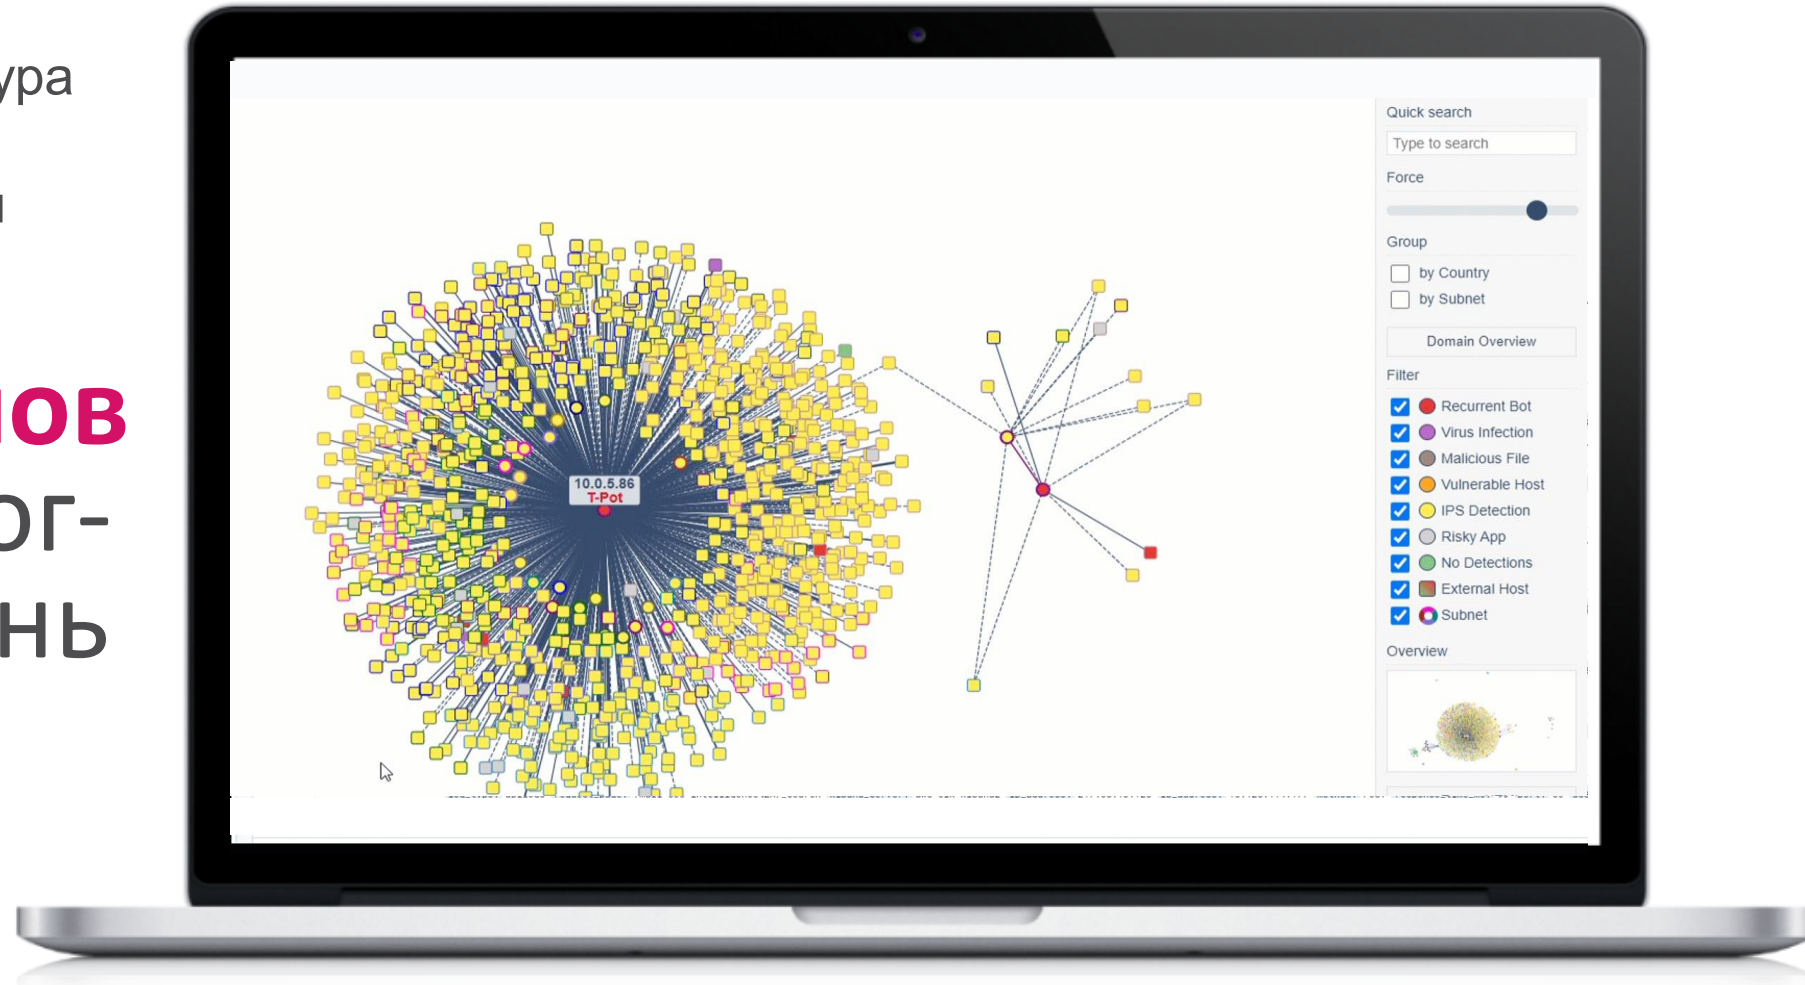 ура
ов
ог-
нь
10.0.5.86
T-Pot
Quick search
Type to search
Force
Group
by Country
by Subnet
Domain Overview
Filter
Recurrent Bot
Virus Infection
Malicious File
Vulnerable Host
IPS Detection
Risky App
No Detections
External Host
Subnet
Overview